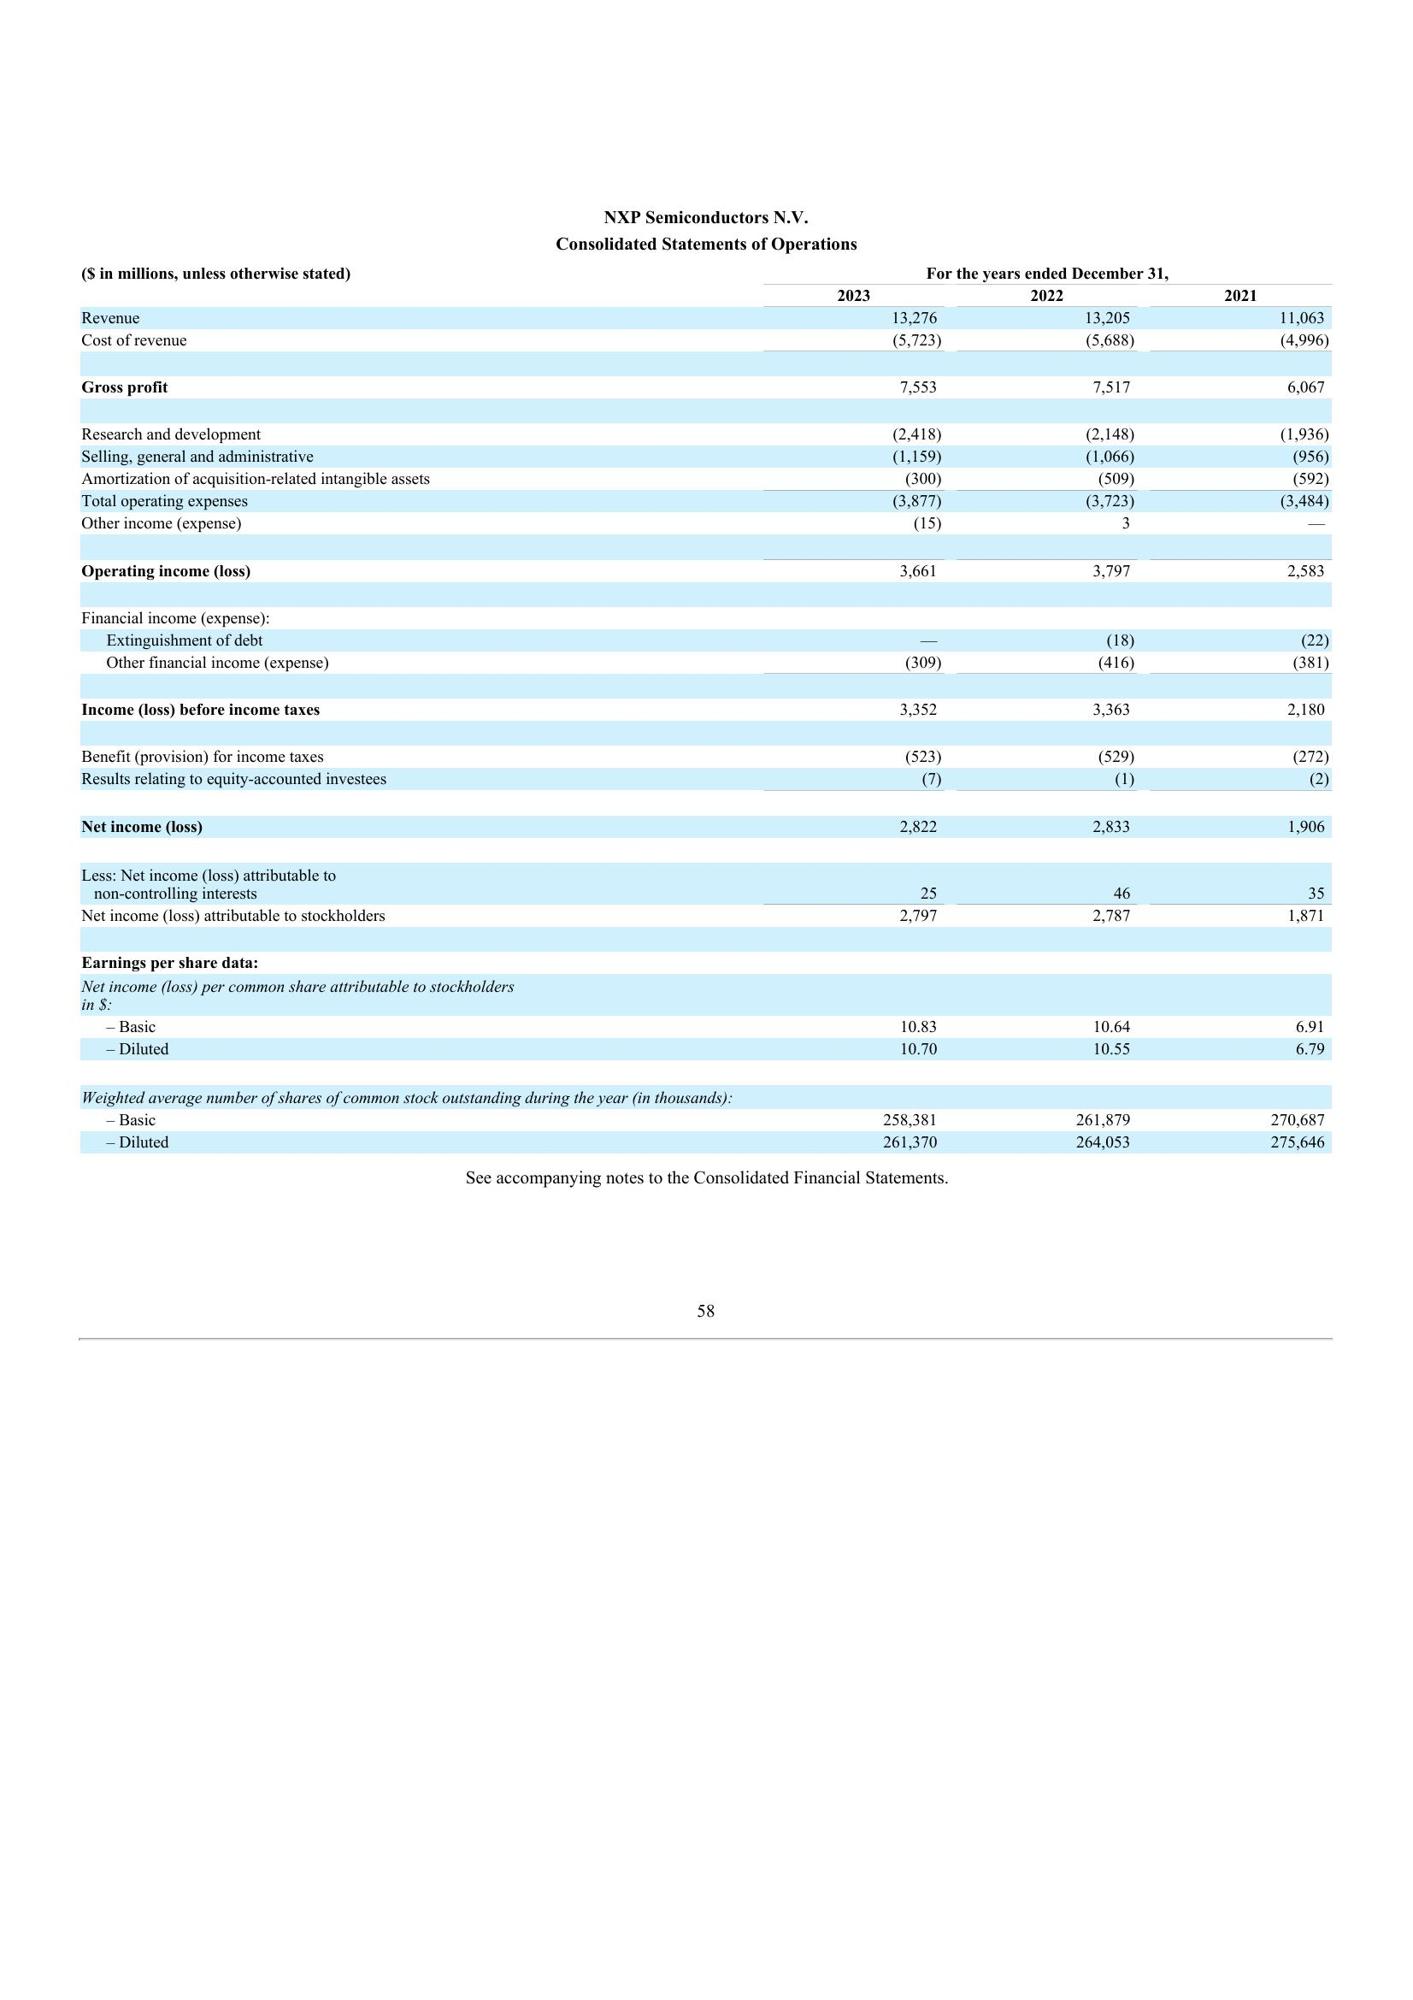 NXP Semiconductors N.V.
Consolidated Statements of Operations
($ in millions, unless otherwise stated) For the years ended December 31,
2023 2022 2021
Revenue 13,276 13,205 11,063
Cost of revenue (5,723) (5,688) (4,996)
Gross profit 7,553 7,517 6,067
Research and development (2,418) (2,148) (1,936)
Selling, general and administrative (1,159) (1,066) (956)
Amortization of acquisition-related intangible assets (300) (509) (592)
Total operating expenses (3,877) (3,723) (3,484)
Other income (expense) (15) 3 —
Operating income (loss) 3,661 3,797 2,583
Financial income (expense):
Extinguishment of debt — (18) (22)
Other financial income (expense) (309) (416) (381)
Income (loss) before income taxes 3,352 3,363 2,180
Benefit (provision) for income taxes (523) (529) (272)
Results relating to equity-accounted investees (7) (1) (2)
Net income (loss) 2,822 2,833 1,906
Less: Net income (loss) attributable to
non-controlling interests 25 46 35
Net income (loss) attributable to stockholders 2,797 2,787 1,871
Earnings per share data:
Net income (loss) per common share attributable to stockholders
in $:
– Basic 10.83 10.64 6.91
– Diluted 10.70 10.55 6.79
Weighted average number of shares of common stock outstanding during the year (in thousands):
– Basic 258,381 261,879 270,687
– Diluted 261,370 264,053 275,646
See accompanying notes to the Consolidated Financial Statements.
58